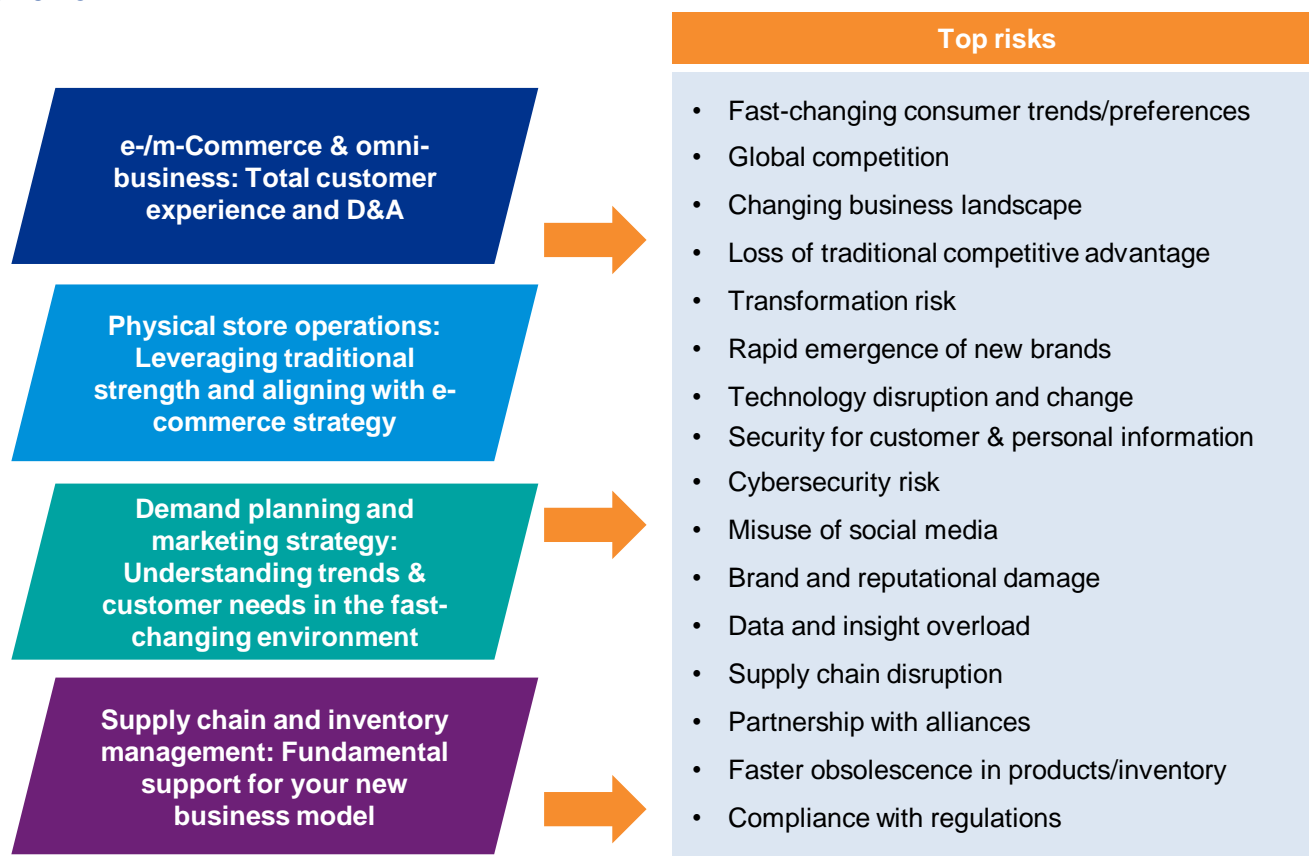 e-/m-Commerce & omni-
business: Total customer
experience and D&A
Physical store operations:
Leveraging traditional
strength and aligning with e-
commerce strategy
Demand planning and
marketing strategy:
Understanding trends &
customer needs in the fast-
changing environment
Supply chain and inventory
management: Fundamental
support for your new
business model
Top risks
• Fast-changing consumer trends/preferences
• Global competition
• Changing business landscape
• Loss of traditional competitive advantage
• Transformation risk
• Rapid emergence of new brands
• Technology disruption and change
• Security for customer & personal information
• Cybersecurity risk
• Misuse of social media
• Brand and reputational damage
• Data and insight overload
• Supply chain disruption
• Partnership with alliances
• Faster obsolescence in products/inventory
• Compliance with regulations